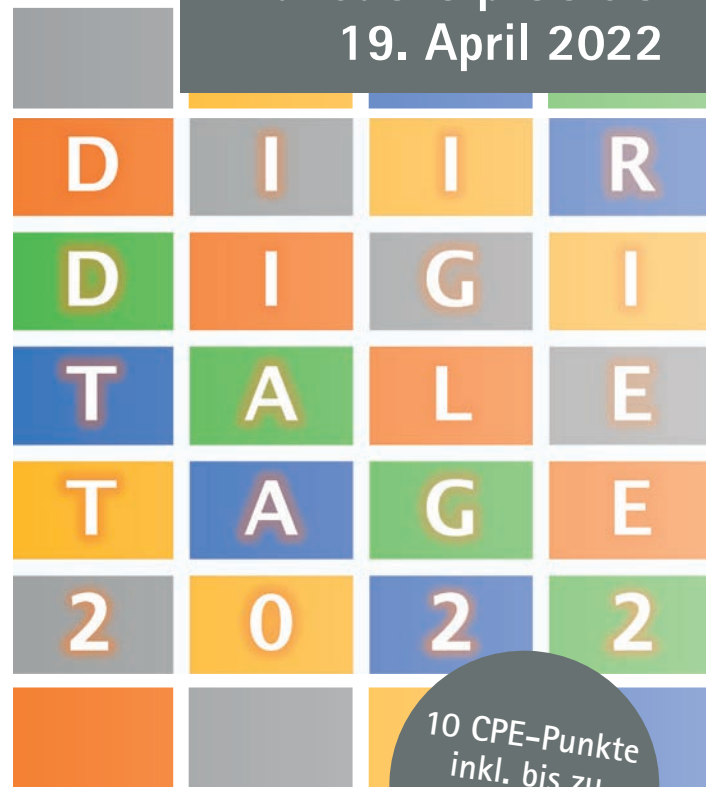 19. April 2022
D I I R
D I G I
T A L E
T A G E
2 0 2 2
10 CPE-Punkte
inkl. bis zu